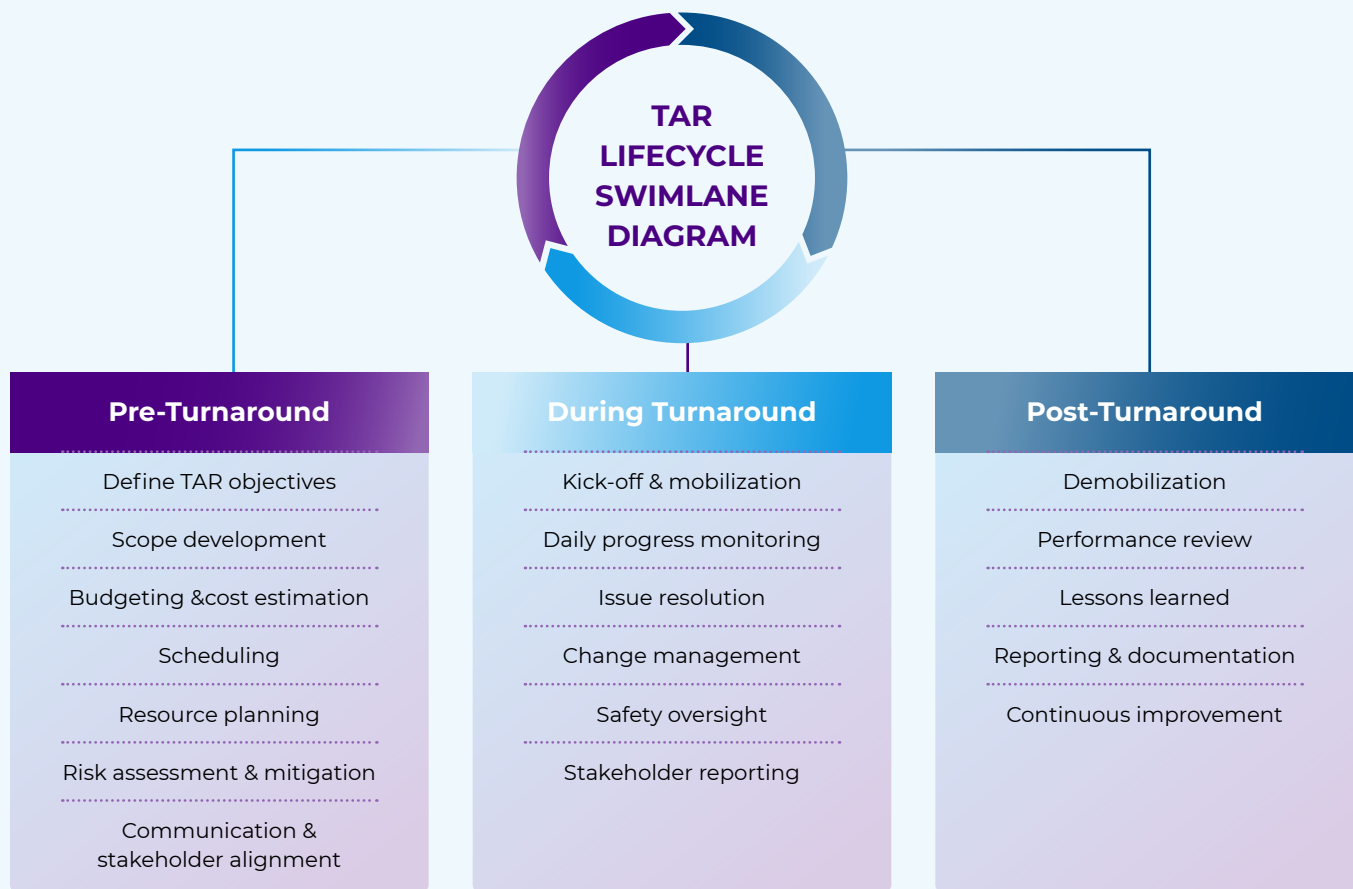 TAR
LIFECYCLE
SWIMLANE
DIAGRAM
Pre-Turnaround
Define TAR objectives
Scope development
Budgeting &cost estimation
Scheduling
Resource planning
Risk assessment & mitigation
Communication &
stakeholder alignment
During Turnaround
Kick-off & mobilization
Daily progress monitoring
Issue resolution
Change management
Safety oversight
Stakeholder reporting
Post-Turnaround
Demobilization
Performance review
Lessons learned
Reporting & documentation
Continuous improvement